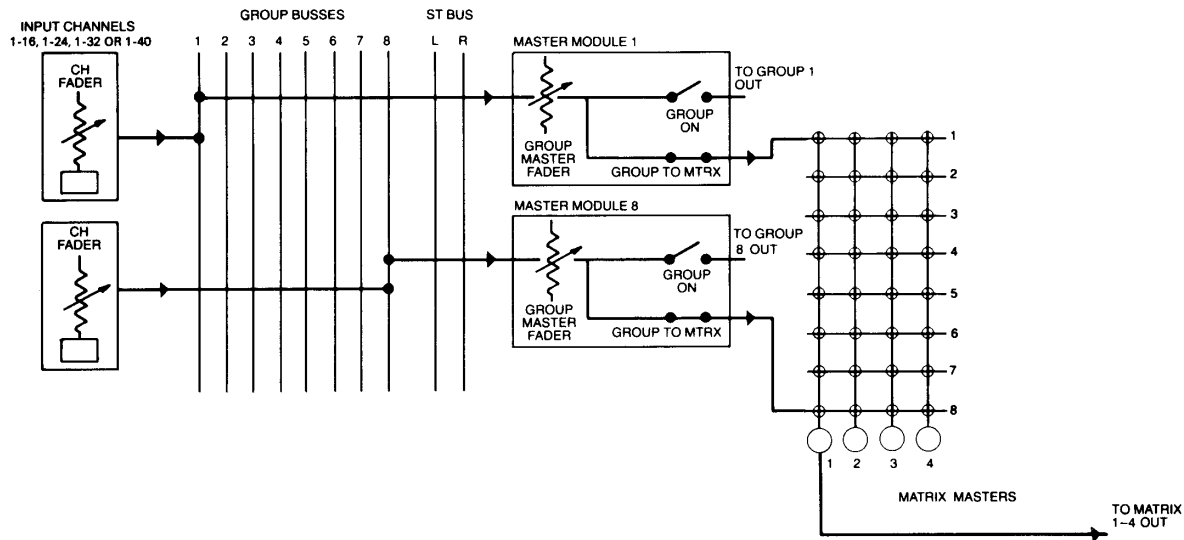 INPUT CHANNELS
1-16, 1-24, 1-32 OR 1-40
GROUP BUSSES
1 2 3 4 5 6 7 8
ST BUS
L R
CH
FADER
MASTER MODULE 1
GROUP
MASTER
FADER
GROUP
ON
GROUP TO MTRX
TO GROUP 1
OUT
CH
FADER
MASTER MODULE 8
GROUP
MASTER
FADER
GROUP
ON
GROUP TO MTRX
TO GROUP
8 OUT
1
2
3
4
5
6
7
8
1 2 3 4
MATRIX MASTERS
TO MATRIX
1-4 OUT